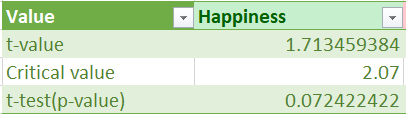 Value Happiness
t-value 1.713459384
Critical value 2.07
t-test(p-value) 0.072422422